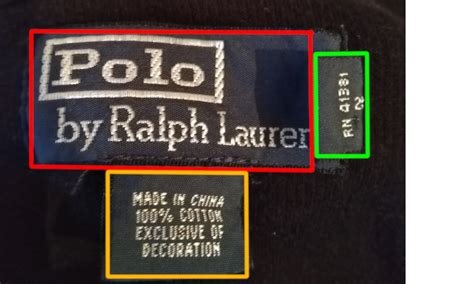 Polo
by Ralph Lauren
RN 41381
MADE IN CHINA
100% COTTON
EXCLUSIVE OF
DECORATION